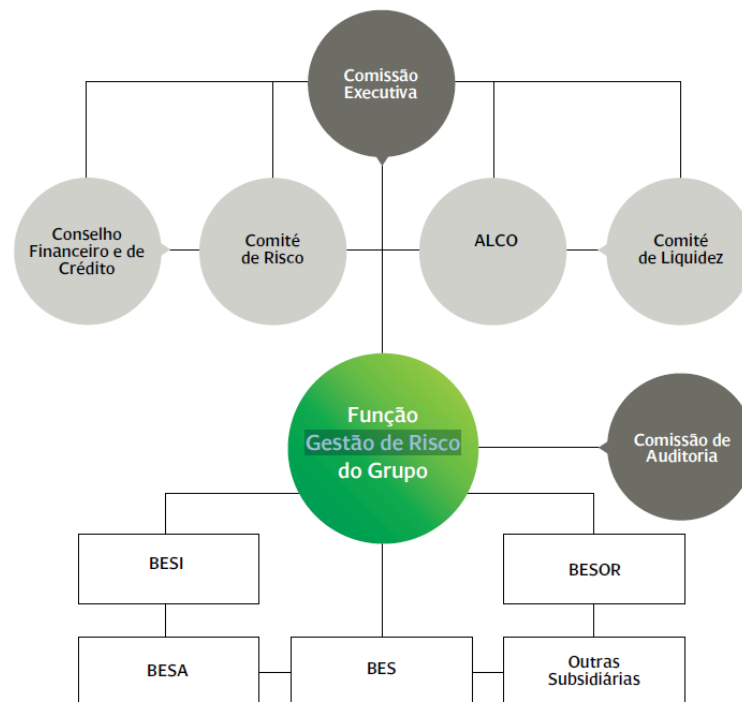 Comissão
Executiva
Conselho
Financeiro e de
Crédito
Comité
de Risco
ALCO
Comité
de Liquidez
Função
Gestão de Risco
do Grupo
Comissão de
Auditoria
BESI
BESOR
BESA
BES
Outras
Subsidiárias